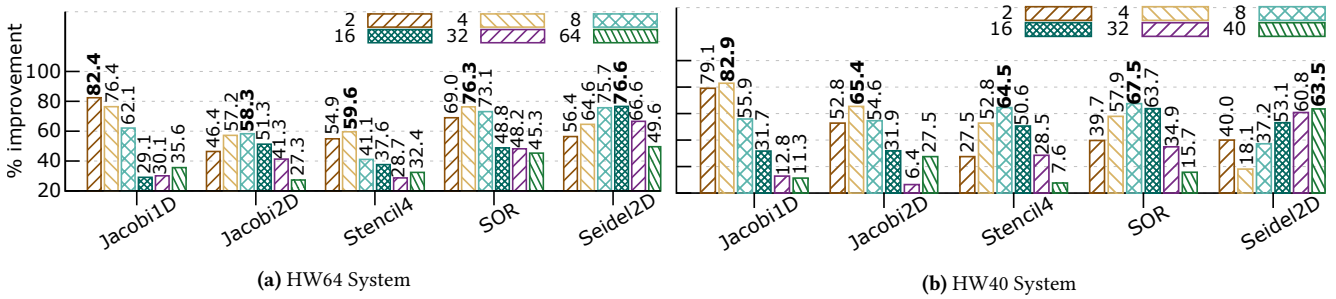 2 4 8
16 32 64
% improvement
100
80
60
40
20
82.4 76.4 62.1 29.1 30.1 35.6
46.4 57.2 58.3 51.3 41.3 27.3
54.9 59.6 41.1 37.6 28.7 32.4
69.0 76.3 73.1 48.8 48.2 45.3
56.4 64.6 75.7 76.6 66.6 49.6
Jacobi1D Jacobi2D Stencil4 SOR Seidel2D
(a) HW64 System
2 4 8
16 32 40
79.1 82.9 55.9 31.7 12.8 11.3
52.8 65.4 54.6 31.9 6.4 27.5
27.5 52.8 64.5 50.6 28.5 7.6
39.7 57.9 67.5 63.7 34.9 15.7
40.0 18.1 37.2 53.1 60.8 63.5
Jacobi1D Jacobi2D Stencil4 SOR Seidel2D
(b) HW40 System